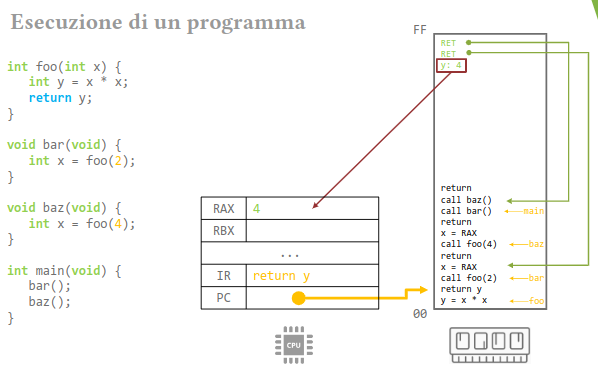 Esecuzione di un programma
int foo(int x) {
int y = x * x;
return y;
}
void bar(void) {
int x = foo(2);
}
void baz(void) {
int x = foo(4);
}
int main(void) {
bar();
baz();
}
RAX 4
RBX
...
IR return y
PC
CPU
FF
RET
RET
y: 4
return
call baz()
call bar() main
return
x = RAX
call foo(4) baz
return
x = RAX
call foo(2) bar
return y
y = x * x foo
00